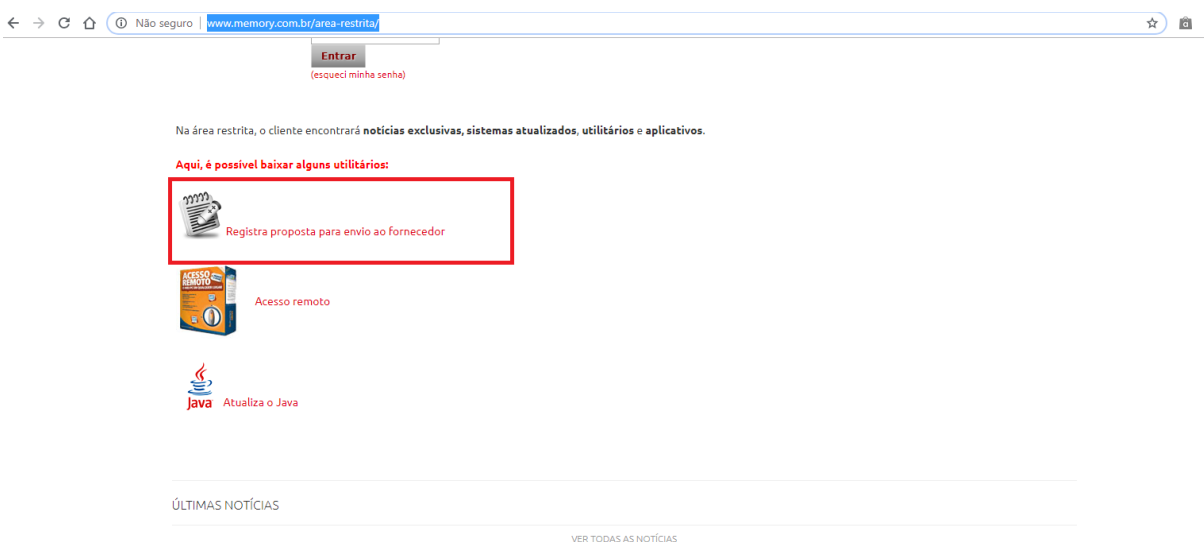 Não seguro | www.memory.com.br/area-restrita/
Entrar
(esqueci minha senha)
Na área restrita, o cliente encontrará notícias exclusivas, sistemas atualizados, utilitários e aplicativos.
Aqui, é possível baixar alguns utilitários:
Registra proposta para envio ao fornecedor
ACESSO
REMOTO
Acesso remoto
Java
Atualiza o Java
ÚLTIMAS NOTÍCIAS
VER TODAS AS NOTÍCIAS